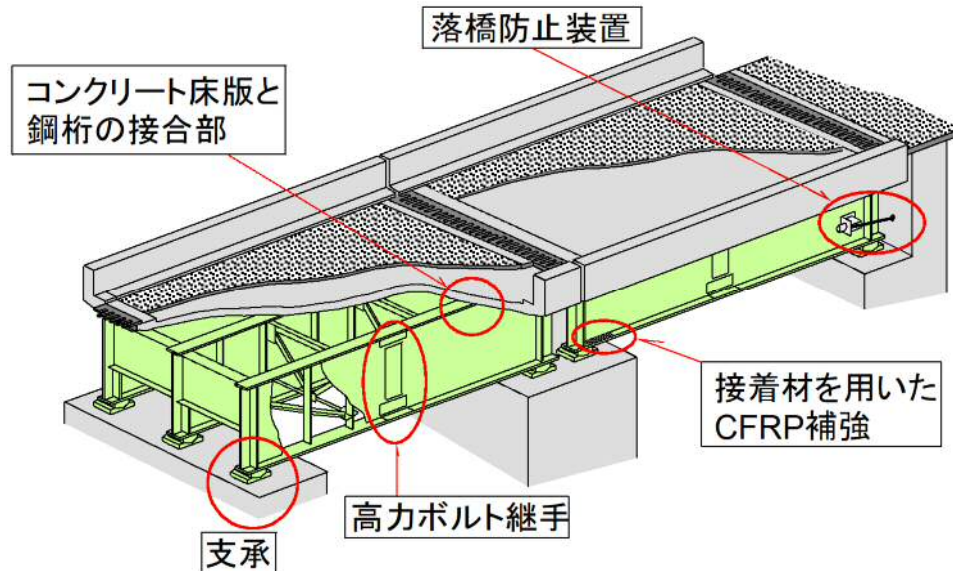 落橋防止装置
コンクリート床版と
鋼桁の接合部
接着材を用いた
CFRP補強
高力ボルト継手
支承